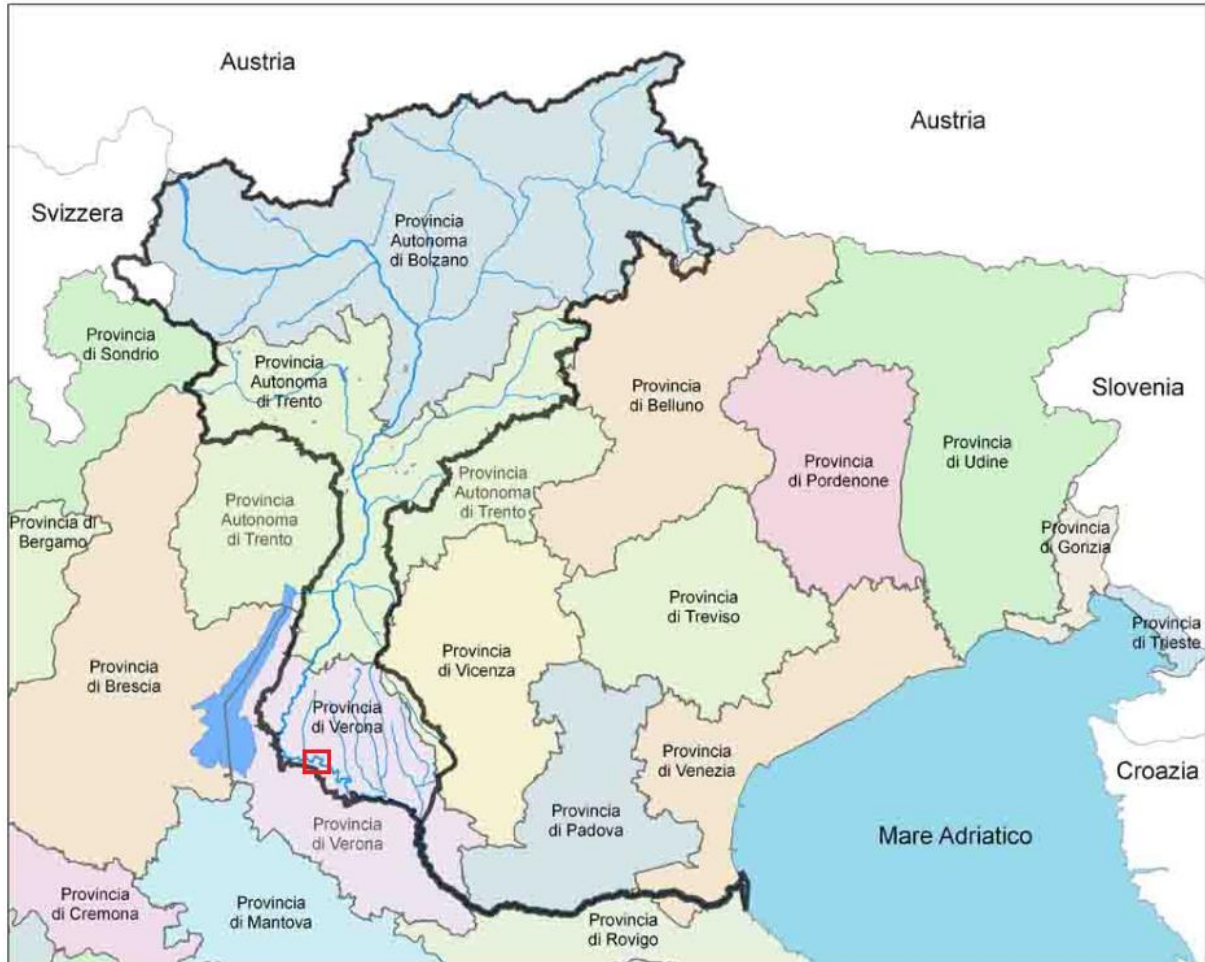 Austria
Austria
Svizzera
Provincia
Autonoma
di Bolzano
Provincia
di Sondrio
Provincia
Autonoma
di Trento
Provincia
di Belluno
Slovenia
Provincia
di Udine
Provincia
di Pordenone
Provincia
Autonoma
di Trento
Provincia
Autonoma
di Trento
Provincia di
Bergamo
Provincia
di Gorizia
Provincia
di Treviso
Provincia
di Trieste
Provincia
di Vicenza
Provincia
di Brescia
Provincia
di Verona
Provincia
di Venezia
Croazia
Provincia
di Padova
Mare Adriatico
Provincia
di Verona
Provincia
di Cremona
Provincia
di Mantova
Provincia
di Rovigo